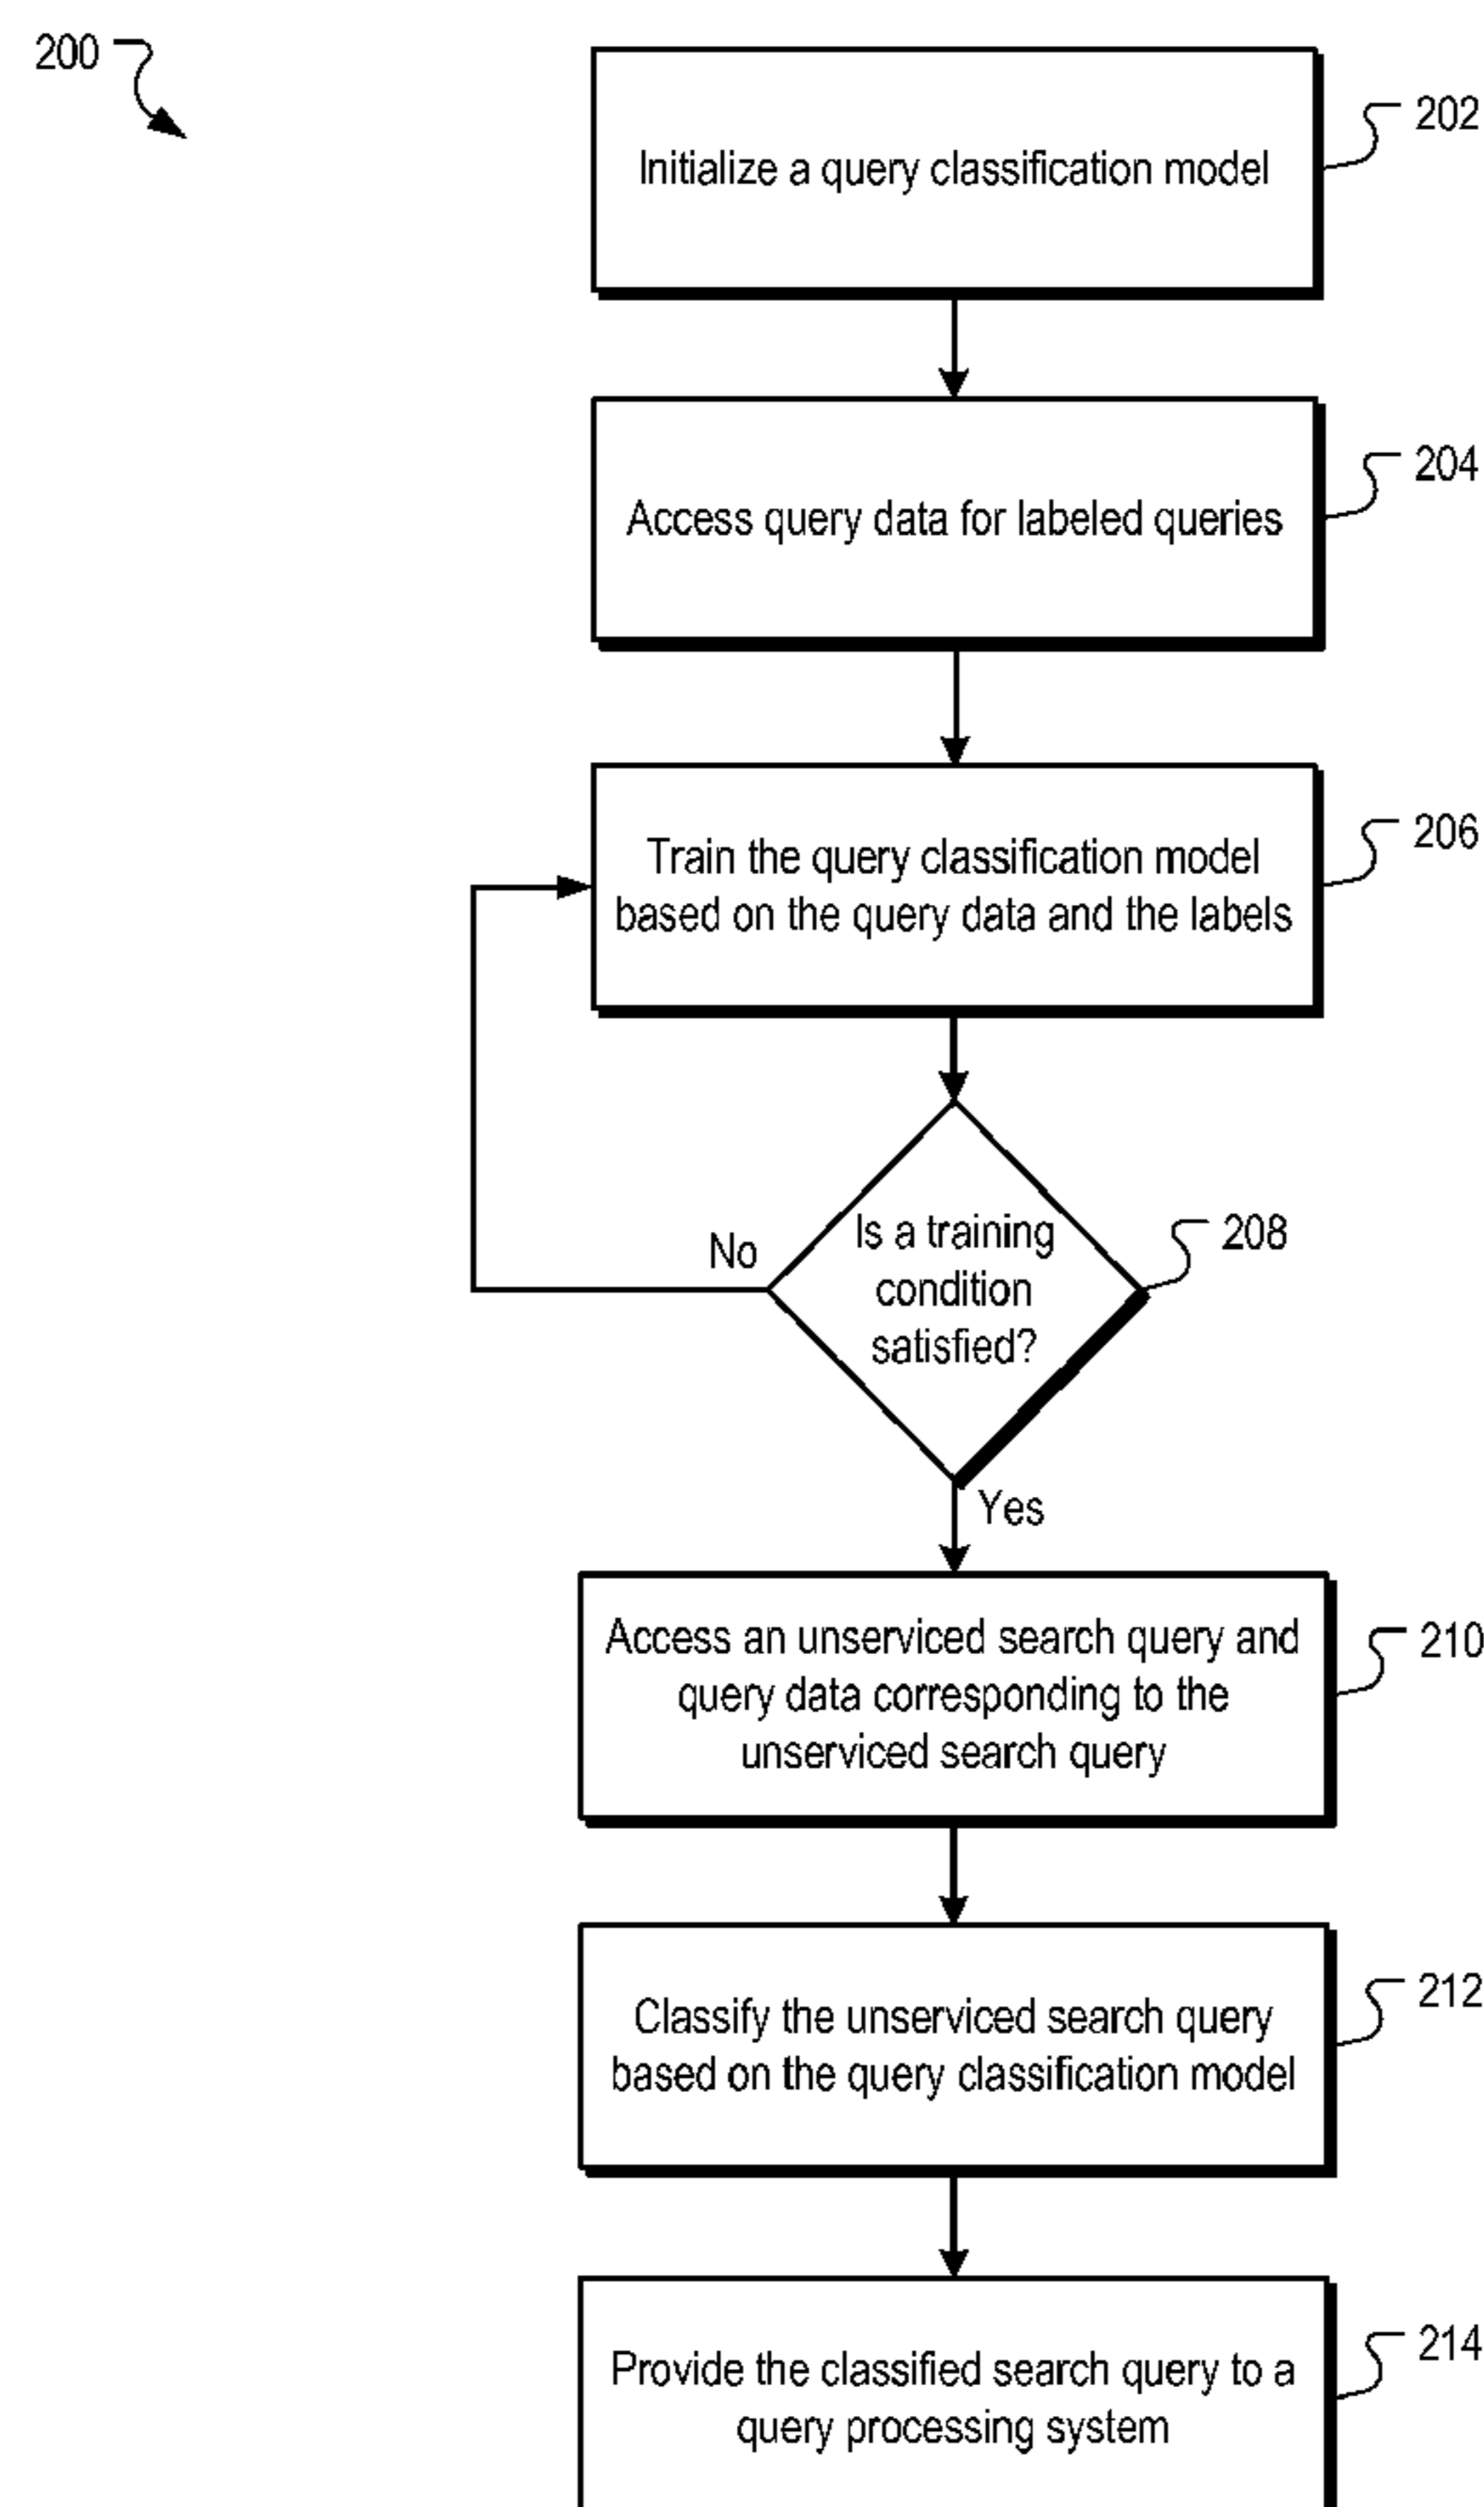 200
Initialize a query classification model
202
Access query data for labeled queries
204
Train the query classification model
based on the query data and the labels
206
Is a training
condition
satisfied?
208
No
Yes
Access an unserviced search query and
query data corresponding to the
unserviced search query
210
Classify the unserviced search query
based on the query classification model
212
Provide the classified search query to a
query processing system
214